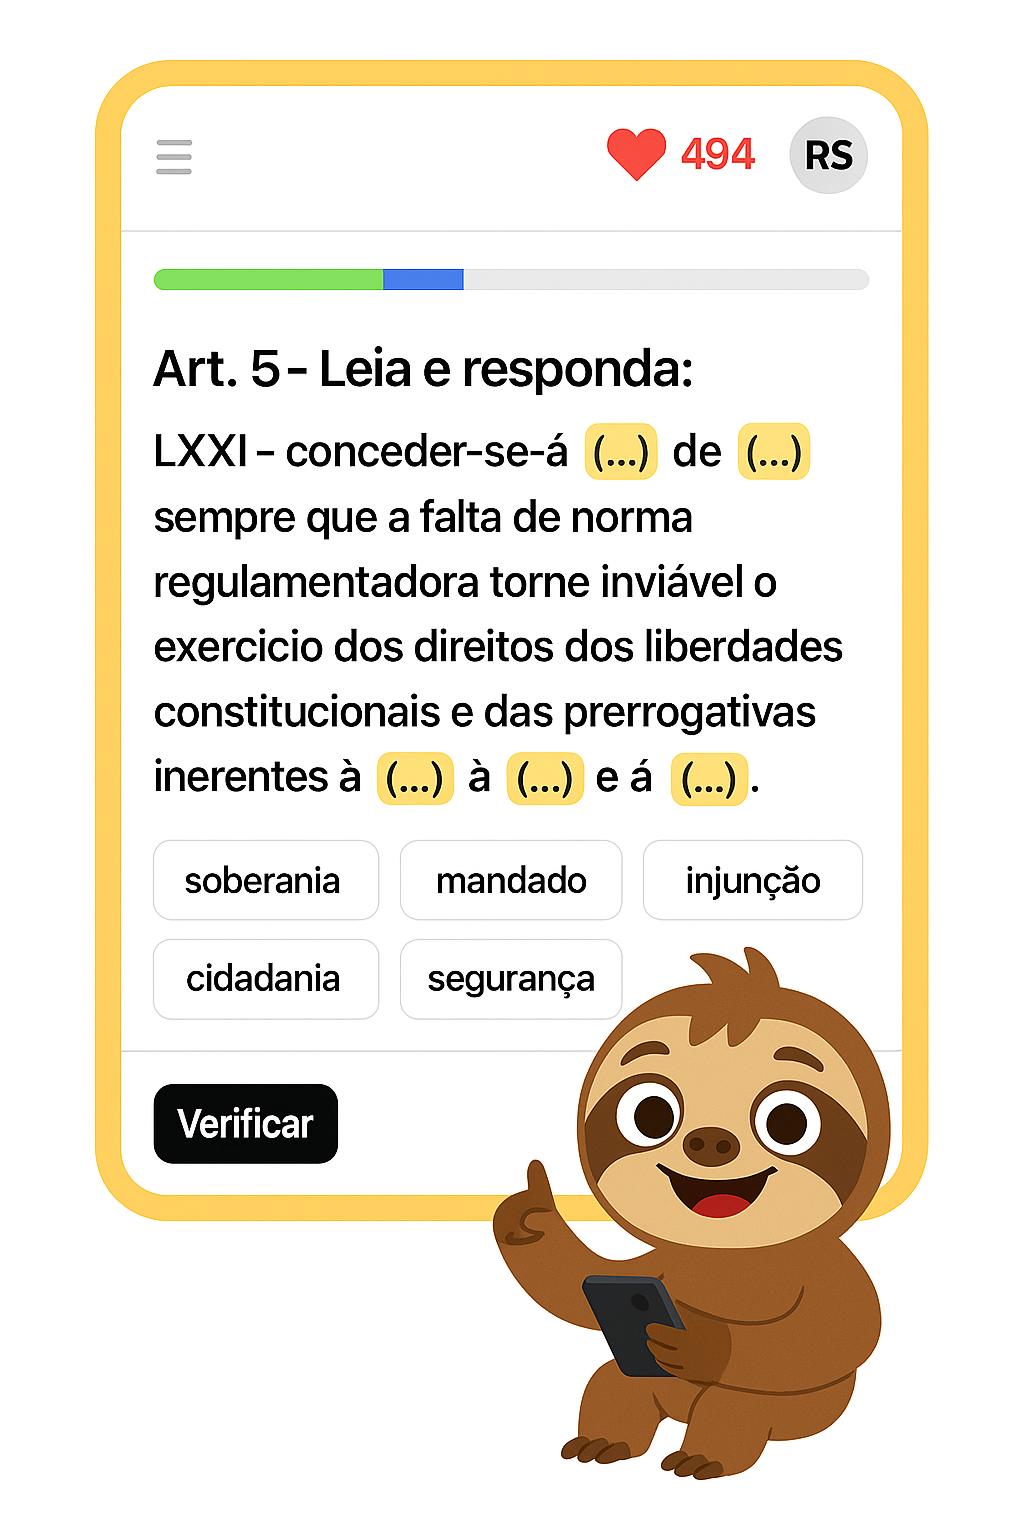 494 RS
Art. 5 - Leia e responda:
LXXI - conceder-se-á (...) de (...)
sempre que a falta de norma
regulamentadora torne inviável o
exercicio dos direitos dos liberdades
constitucionais e das prerrogativas
inerentes à (...) à (...) e á (...).
soberania mandado injunçăo
cidadania segurança
Verificar